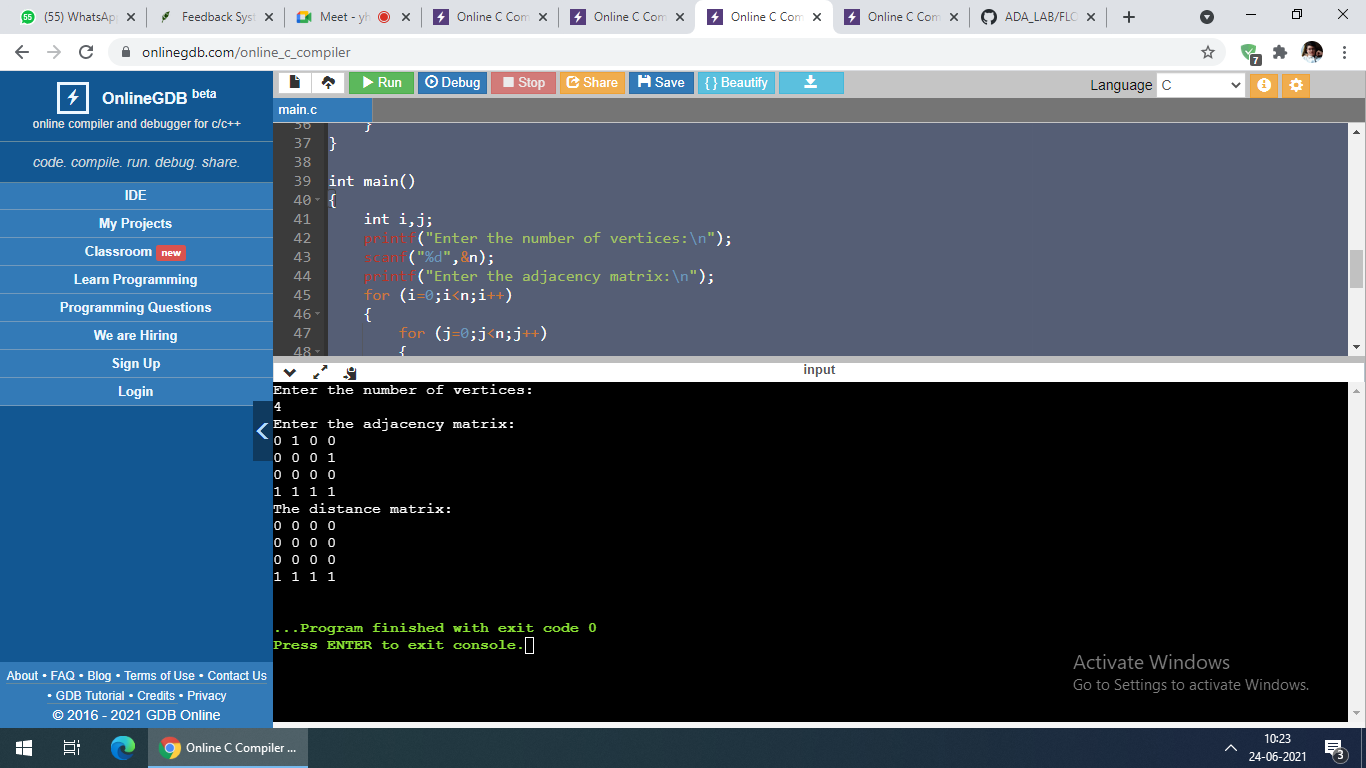 (55) WhatsAp
Feedback Syst
Meet - yh
Online C Com
Online C Com
Online C Com
Online C Com
ADA_LAB/FLO
onlinegdb.com/online_c_compiler
7
OnlineGDB beta
online compiler and debugger for c/c++
code. compile. run. debug. share.
IDE
My Projects
Classroom new
Learn Programming
Programming Questions
We are Hiring
Sign Up
Login
About • FAQ • Blog • Terms of Use • Contact Us
• GDB Tutorial • Credits • Privacy
© 2016 - 2021 GDB Online
Run Debug Stop Share Save { } Beautify
Language C
main.c
36 }
37 }
38
39 int main()
40 {
41 int i,j;
42 printf("Enter the number of vertices:\n");
43 scanf("%d",&n);
44 printf("Enter the adjacency matrix:\n");
45 for (i=0;i<n;i++)
46 {
47 for (j=0;j<n;j++)
48 {
input
Enter the number of vertices:
4
Enter the adjacency matrix:
0 1 0 0
0 0 0 1
0 0 0 0
1 1 1 1
The distance matrix:
0 0 0 0
0 0 0 0
0 0 0 0
1 1 1 1
...Program finished with exit code 0
Press ENTER to exit console.
Activate Windows
Go to Settings to activate Windows.
Online C Compiler ...
10:23
24-06-2021
3